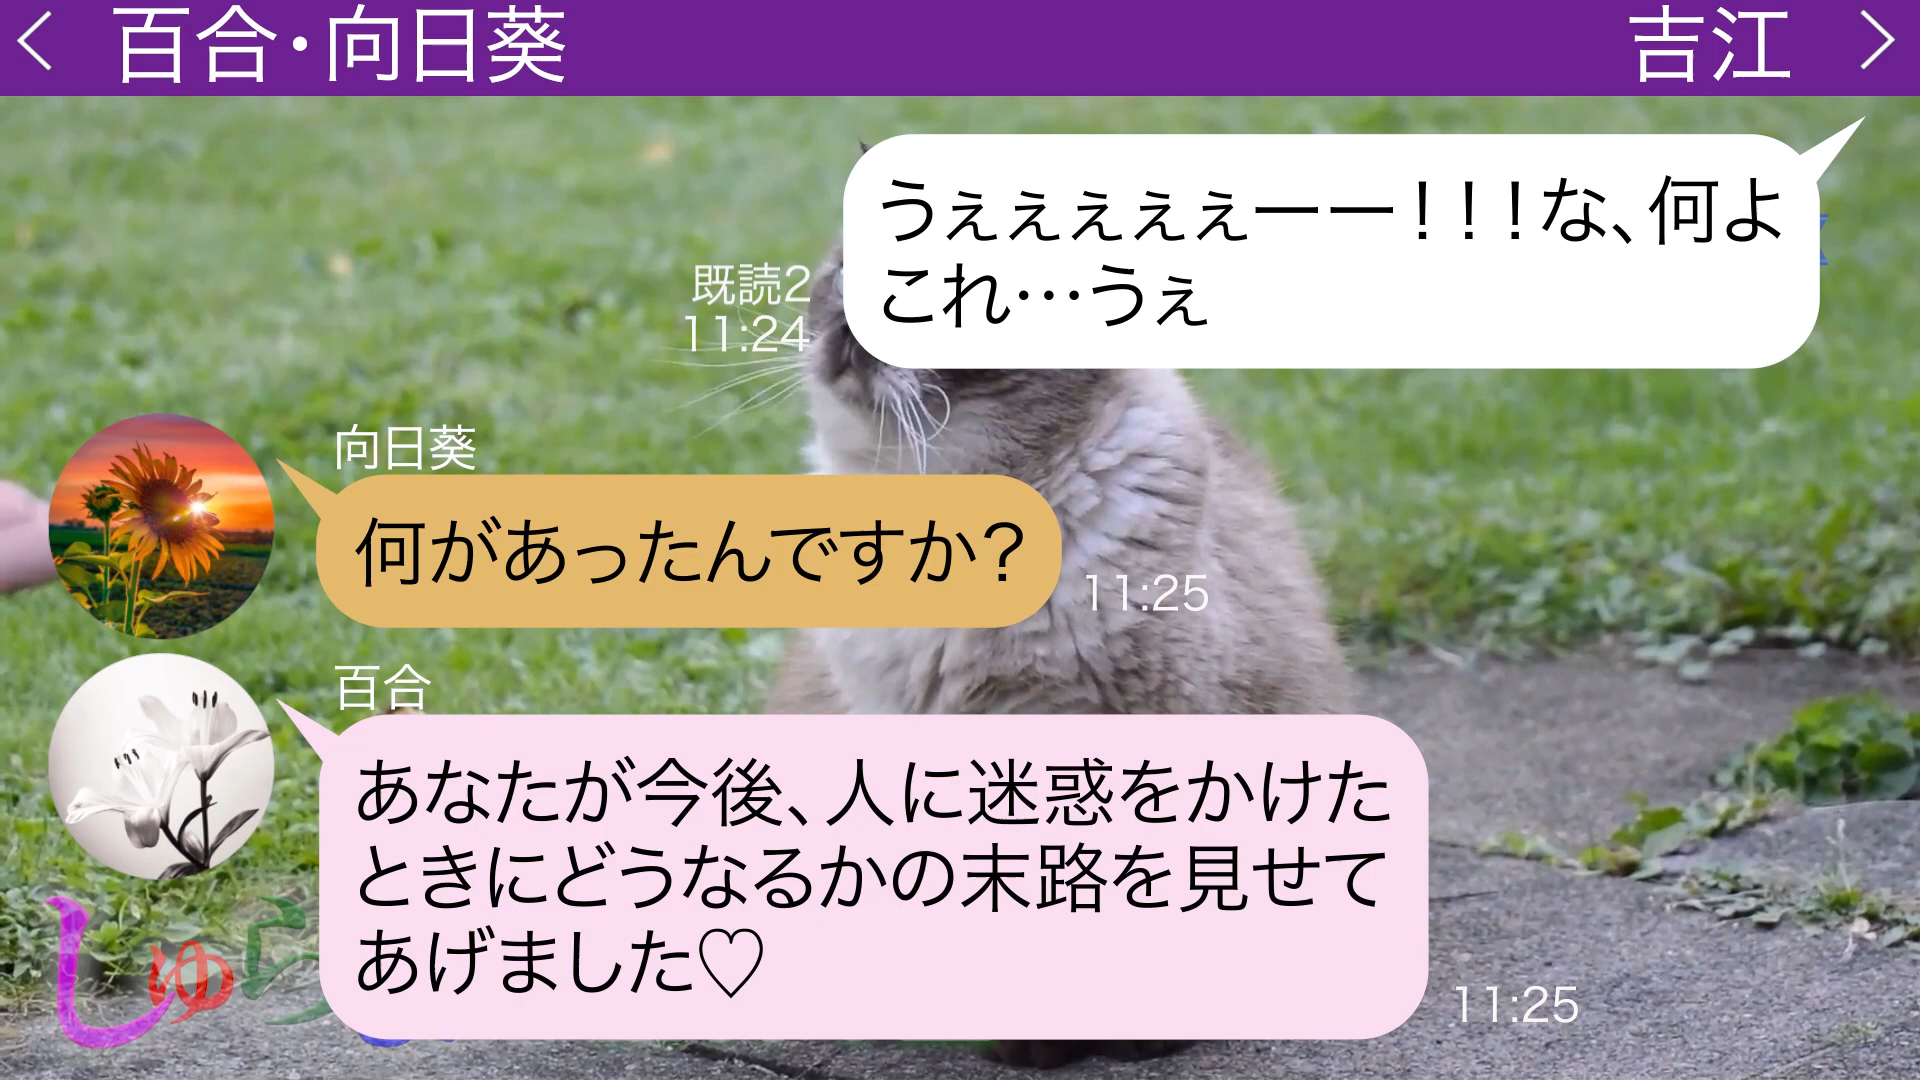 百合・向日葵
吉江
うぇぇぇぇぇーー！！！な、何よ
これ…うぇ
既読2
11:24
向日葵
何があったんですか？
11:25
百合
あなたが今後、人に迷惑をかけた
ときにどうなるかの末路を見せて
あげました♡
11:25
しゅら